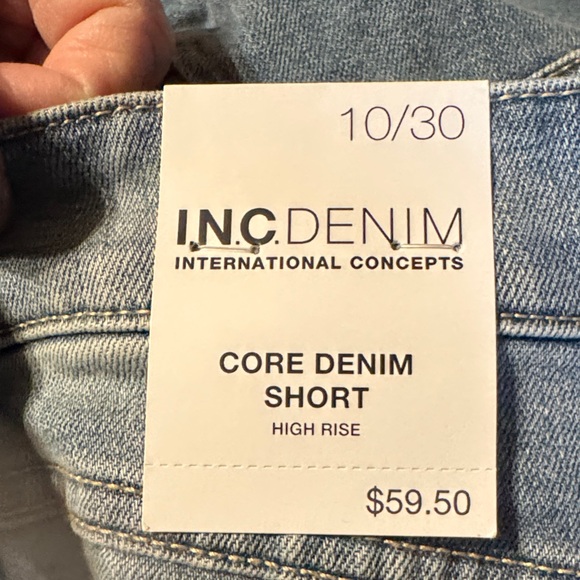 10/30
I.N.C.DENIM
INTERNATIONAL CONCEPTS
CORE DENIM
SHORT
HIGH RISE
$59.50